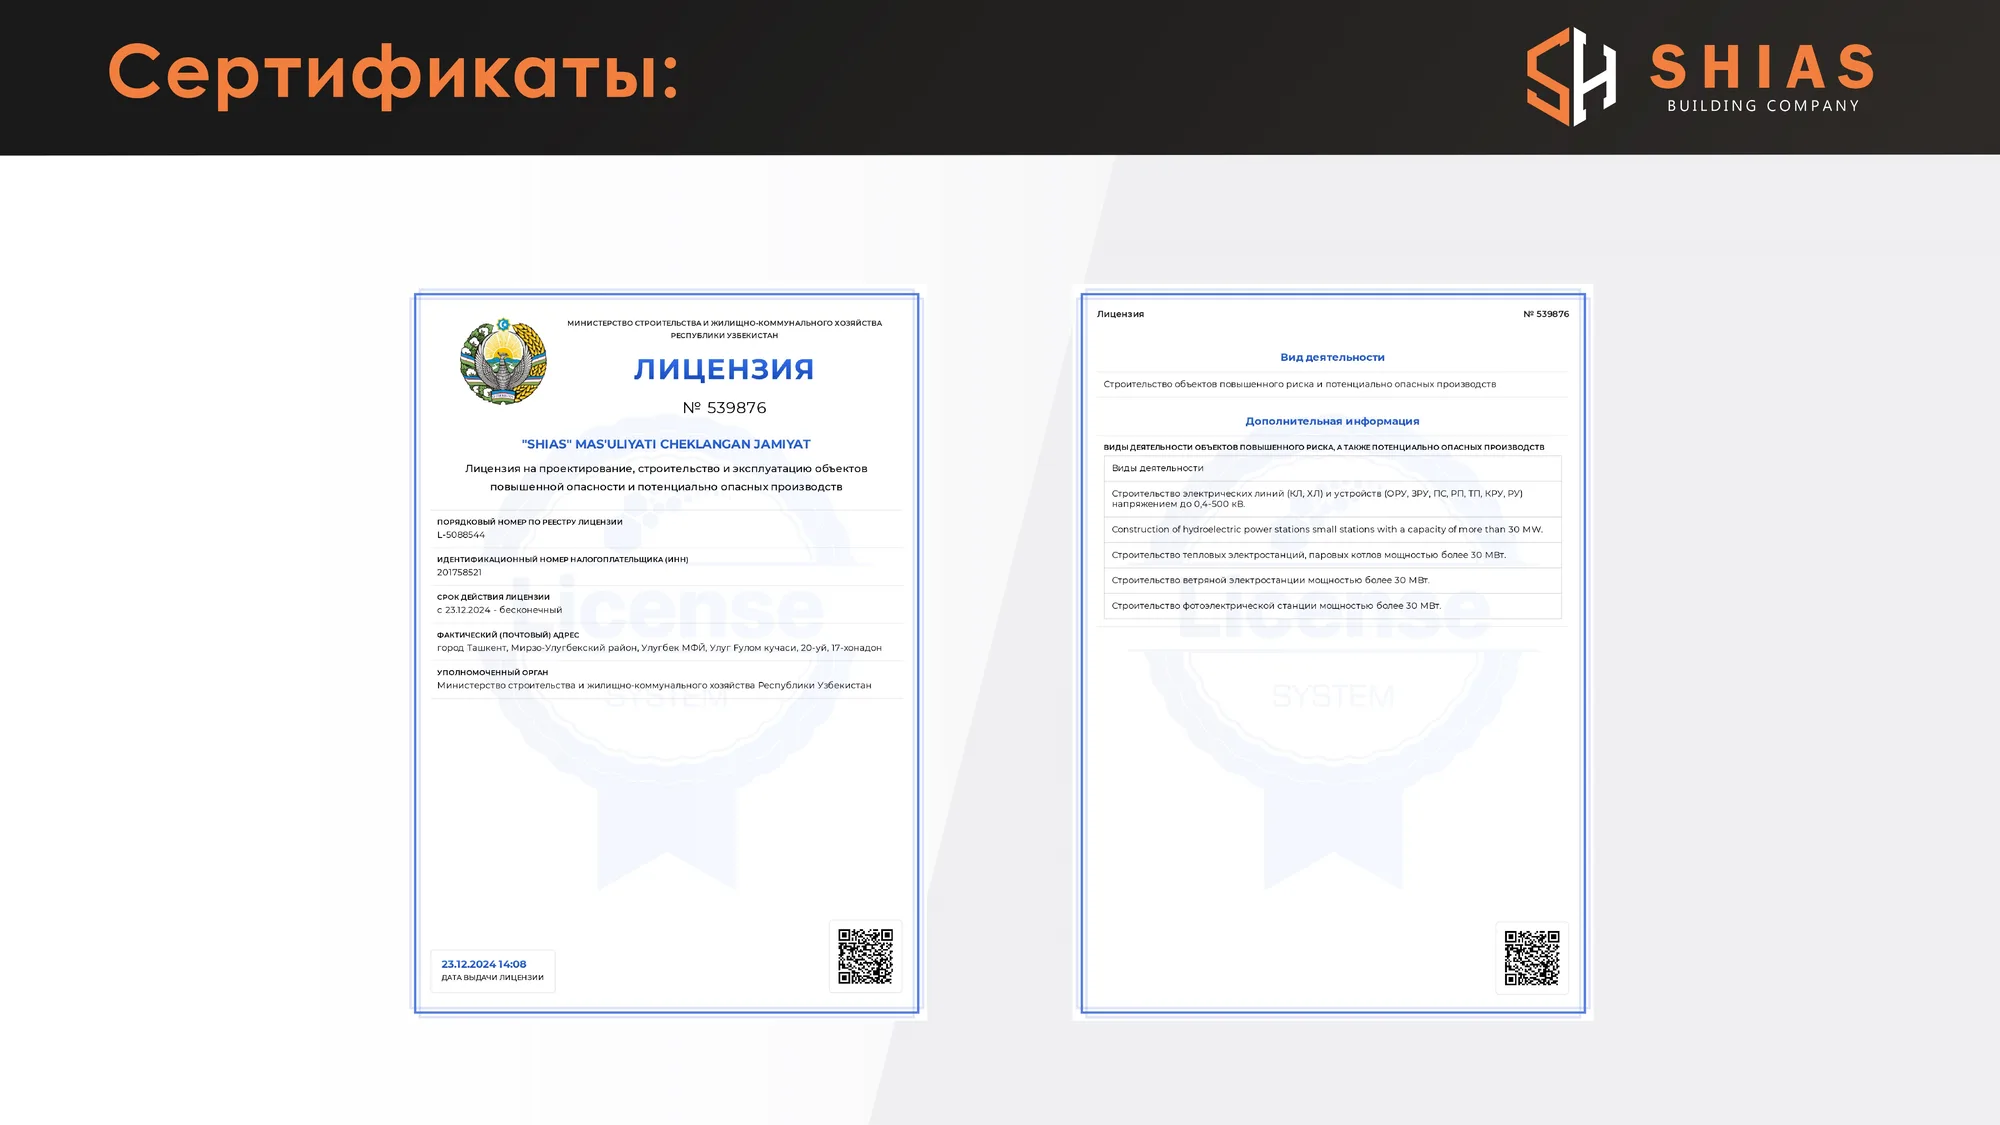 Сертификаты:
SHIAS
BUILDING COMPANY
МИНИСТЕРСТВО СТРОИТЕЛЬСТВА И ЖИЛИЩНО-КОММУНАЛЬНОГО ХОЗЯЙСТВА
РЕСПУБЛИКИ УЗБЕКИСТАН
ЛИЦЕНЗИЯ
№ 539876
"SHIAS" MAS'ULIYATI CHEKLANGAN JAMIYAT
Лицензия на проектирование, строительство и эксплуатацию объектов
повышенной опасности и потенциально опасных производств
ПОРЯДКОВЫЙ НОМЕР ПО РЕЕСТРУ ЛИЦЕНЗИИ
L-5088544
ИДЕНТИФИКАЦИОННЫЙ НОМЕР НАЛОГОПЛАТЕЛЬЩИКА (ИНН)
201758521
СРОК ДЕЙСТВИЯ ЛИЦЕНЗИИ
с 23.12.2024 - бесконечный
ФАКТИЧЕСКИЙ (ПОЧТОВЫЙ) АДРЕС
город Ташкент, Мирзо-Улугбекский район, Улугбек МФЙ, Улуг Ғулом кучаси, 20-уй, 17-хонадон
УПОЛНОМОЧЕННЫЙ ОРГАН
Министерство строительства и жилищно-коммунального хозяйства Республики Узбекистан
License
SYSTEM
23.12.2024 14:08
ДАТА ВЫДАЧИ ЛИЦЕНЗИИ
Лицензия
№ 539876
Вид деятельности
Строительство объектов повышенного риска и потенциально опасных производств
Дополнительная информация
ВИДЫ ДЕЯТЕЛЬНОСТИ ОБЪЕКТОВ ПОВЫШЕННОГО РИСКА, А ТАКЖЕ ПОТЕНЦИАЛЬНО ОПАСНЫХ ПРОИЗВОДСТВ
Виды деятельности
Строительство электрических линий (КЛ, ХЛ) и устройств (ОРУ, ЗРУ, ПС, РП, ТП, КРУ, РУ)
напряжением до 0,4-500 кВ.
Construction of hydroelectric power stations small stations with a capacity of more than 30 MW.
Строительство тепловых электростанций, паровых котлов мощностью более 30 МВт.
Строительство ветряной электростанции мощностью более 30 МВт.
Строительство фотоэлектрической станции мощностью более 30 МВт.
License
SYSTEM